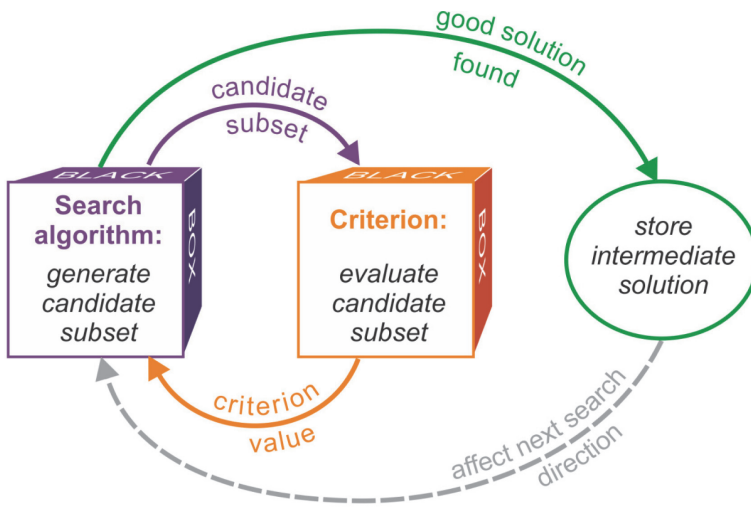 good solution
found
candidate
subset
BLACK
BOX
Search
algorithm:
generate
candidate
subset
BLACK
BOX
Criterion:
evaluate
candidate
subset
store
intermediate
solution
criterion
value
affect next search
direction